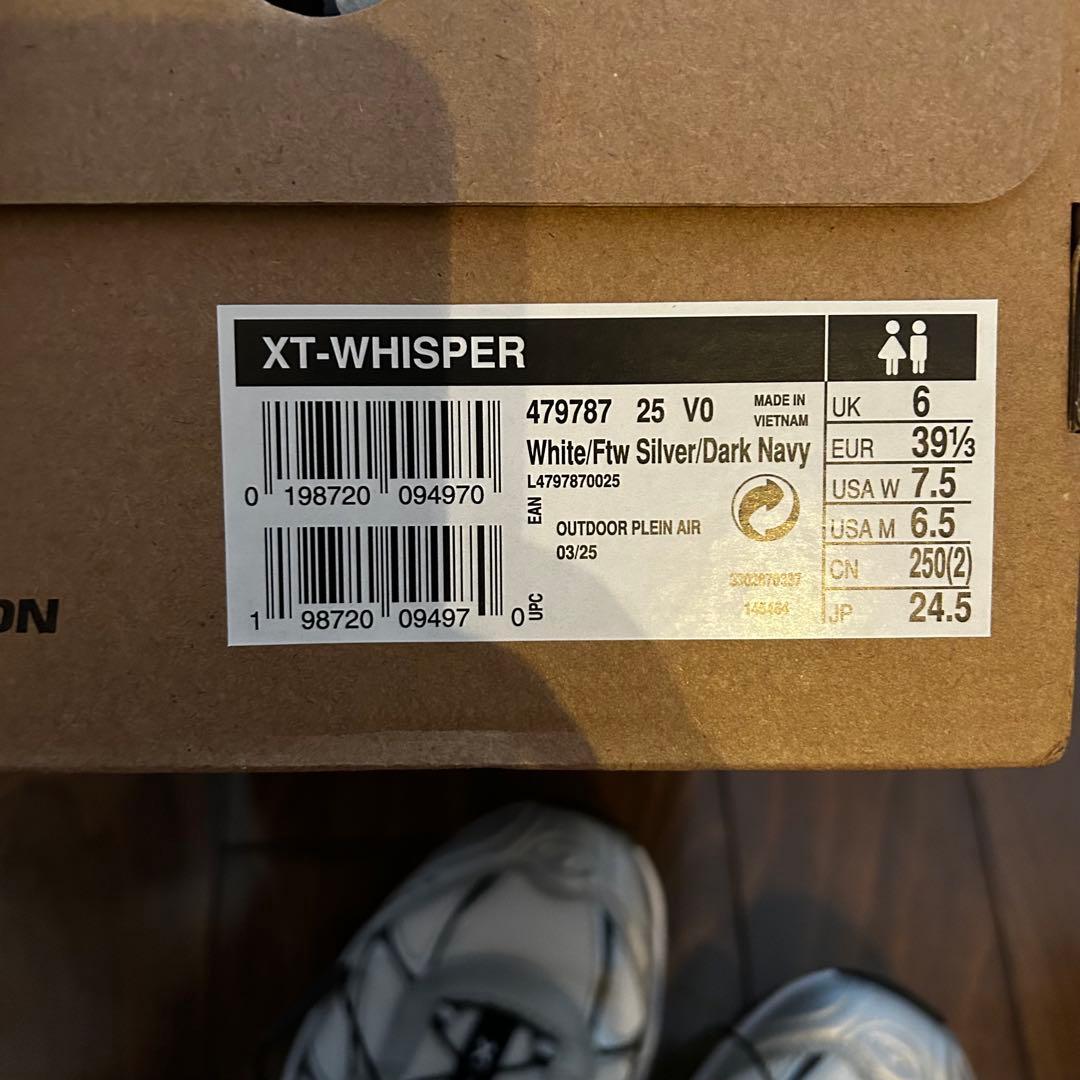 XT-WHISPER
479787 25 V0
MADE IN
VIETNAM
White/Ftw Silver/Dark Navy
L4797870025
EAN
0 198720 094970
OUTDOOR PLEIN AIR
03/25
UPC
1 98720 09497 0
UK 6
EUR 39⅓
USA W 7.5
USA M 6.5
CN 250(2)
JP 24.5
ON